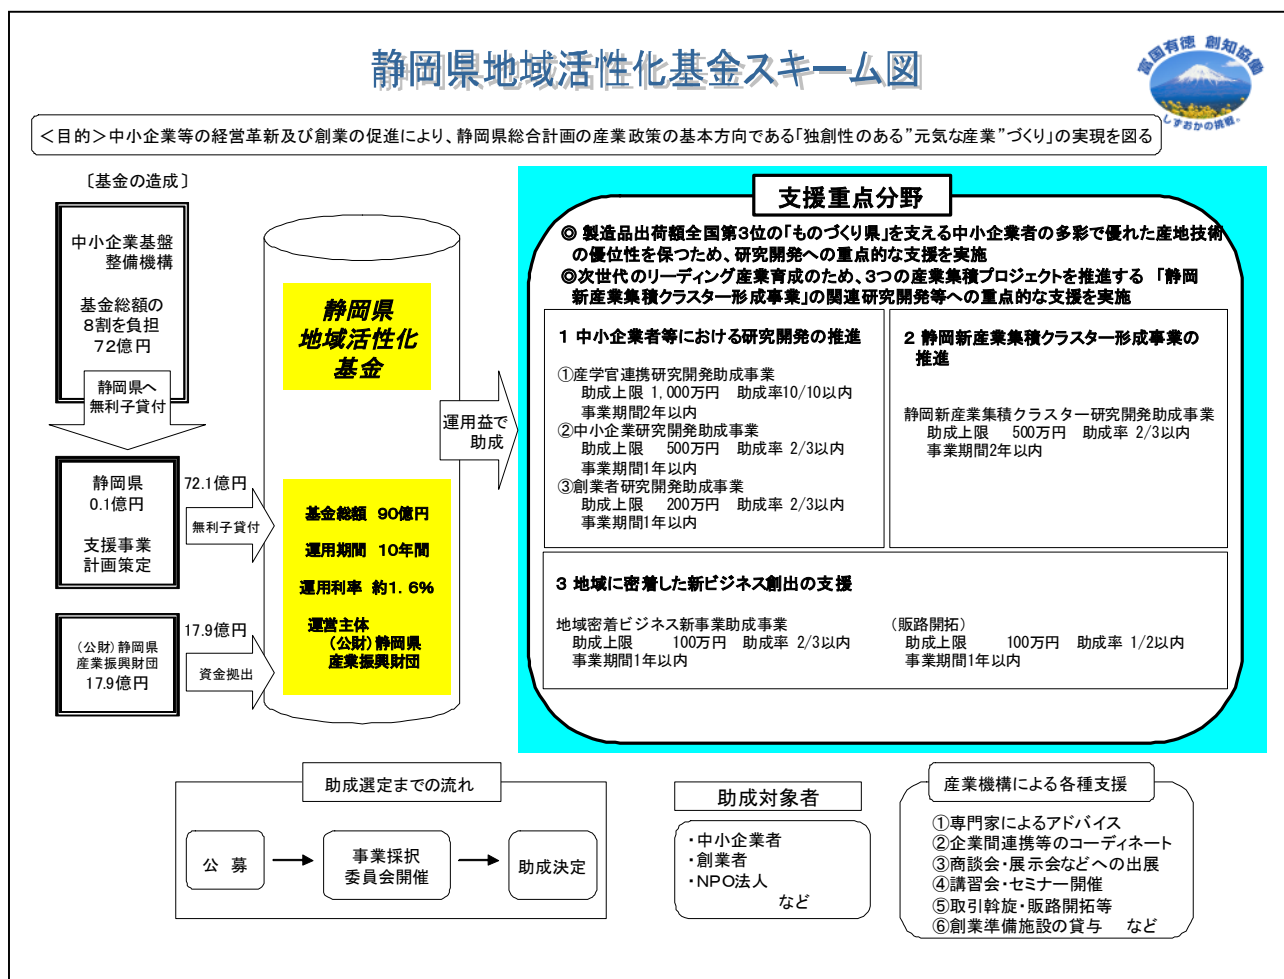 静岡県地域活性化基金スキーム図
富国有徳 創知協働
しずおかの挑戦。
＜目的＞中小企業等の経営革新及び創業の促進により、静岡県総合計画の産業政策の基本方向である「独創性のある”元気な産業”づくり」の実現を図る
〔基金の造成〕
中小企業基盤
整備機構
基金総額の
8割を負担
72億円
静岡県へ
無利子貸付
静岡県
0.1億円
支援事業
計画策定
72.1億円
無利子貸付
(公財)静岡県
産業振興財団
17.9億円
17.9億円
資金拠出
静岡県
地域活性化
基金
基金総額 90億円
運用期間 10年間
運用利率 約1.6%
運営主体
(公財)静岡県
産業振興財団
運用益で
助成
支援重点分野
◎ 製造品出荷額全国第3位の「ものづくり県」を支える中小企業者の多彩で優れた産地技術
の優位性を保つため、研究開発への重点的な支援を実施
◎次世代のリーディング産業育成のため、3つの産業集積プロジェクトを推進する 「静岡
新産業集積クラスター形成事業」の関連研究開発等への重点的な支援を実施
1 中小企業者等における研究開発の推進
①産学官連携研究開発助成事業
助成上限 1,000万円 助成率10/10以内
事業期間2年以内
②中小企業研究開発助成事業
助成上限 500万円 助成率 2/3以内
事業期間1年以内
③創業者研究開発助成事業
助成上限 200万円 助成率 2/3以内
事業期間1年以内
2 静岡新産業集積クラスター形成事業の
推進
静岡新産業集積クラスター研究開発助成事業
助成上限 500万円 助成率 2/3以内
事業期間2年以内
3 地域に密着した新ビジネス創出の支援
地域密着ビジネス新事業助成事業
助成上限 100万円 助成率 2/3以内
事業期間1年以内
(販路開拓)
助成上限 100万円 助成率 1/2以内
事業期間1年以内
助成選定までの流れ
公 募
事業採択
委員会開催
助成決定
助成対象者
・中小企業者
・創業者
・NPO法人
など
産業機構による各種支援
①専門家によるアドバイス
②企業間連携等のコーディネート
③商談会・展示会などへの出展
④講習会・セミナー開催
⑤取引斡旋・販路開拓等
⑥創業準備施設の貸与 など